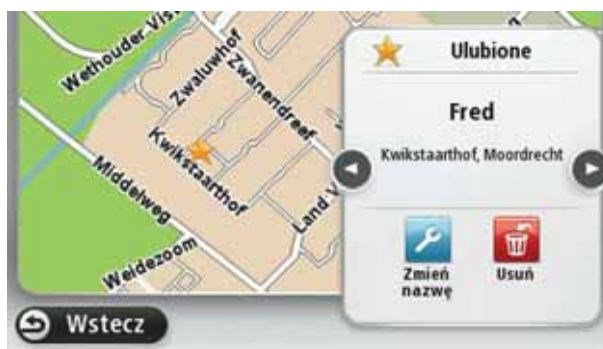 Wethouder Vis
Zwaluwhof
Zwanendreef
Kwikstaarthof
Middelweg
Weidezoom
Land V
Ulubione
Fred
Kwikstaarthof, Moordrecht
Zmień
nazwę
Usuń
Wstecz